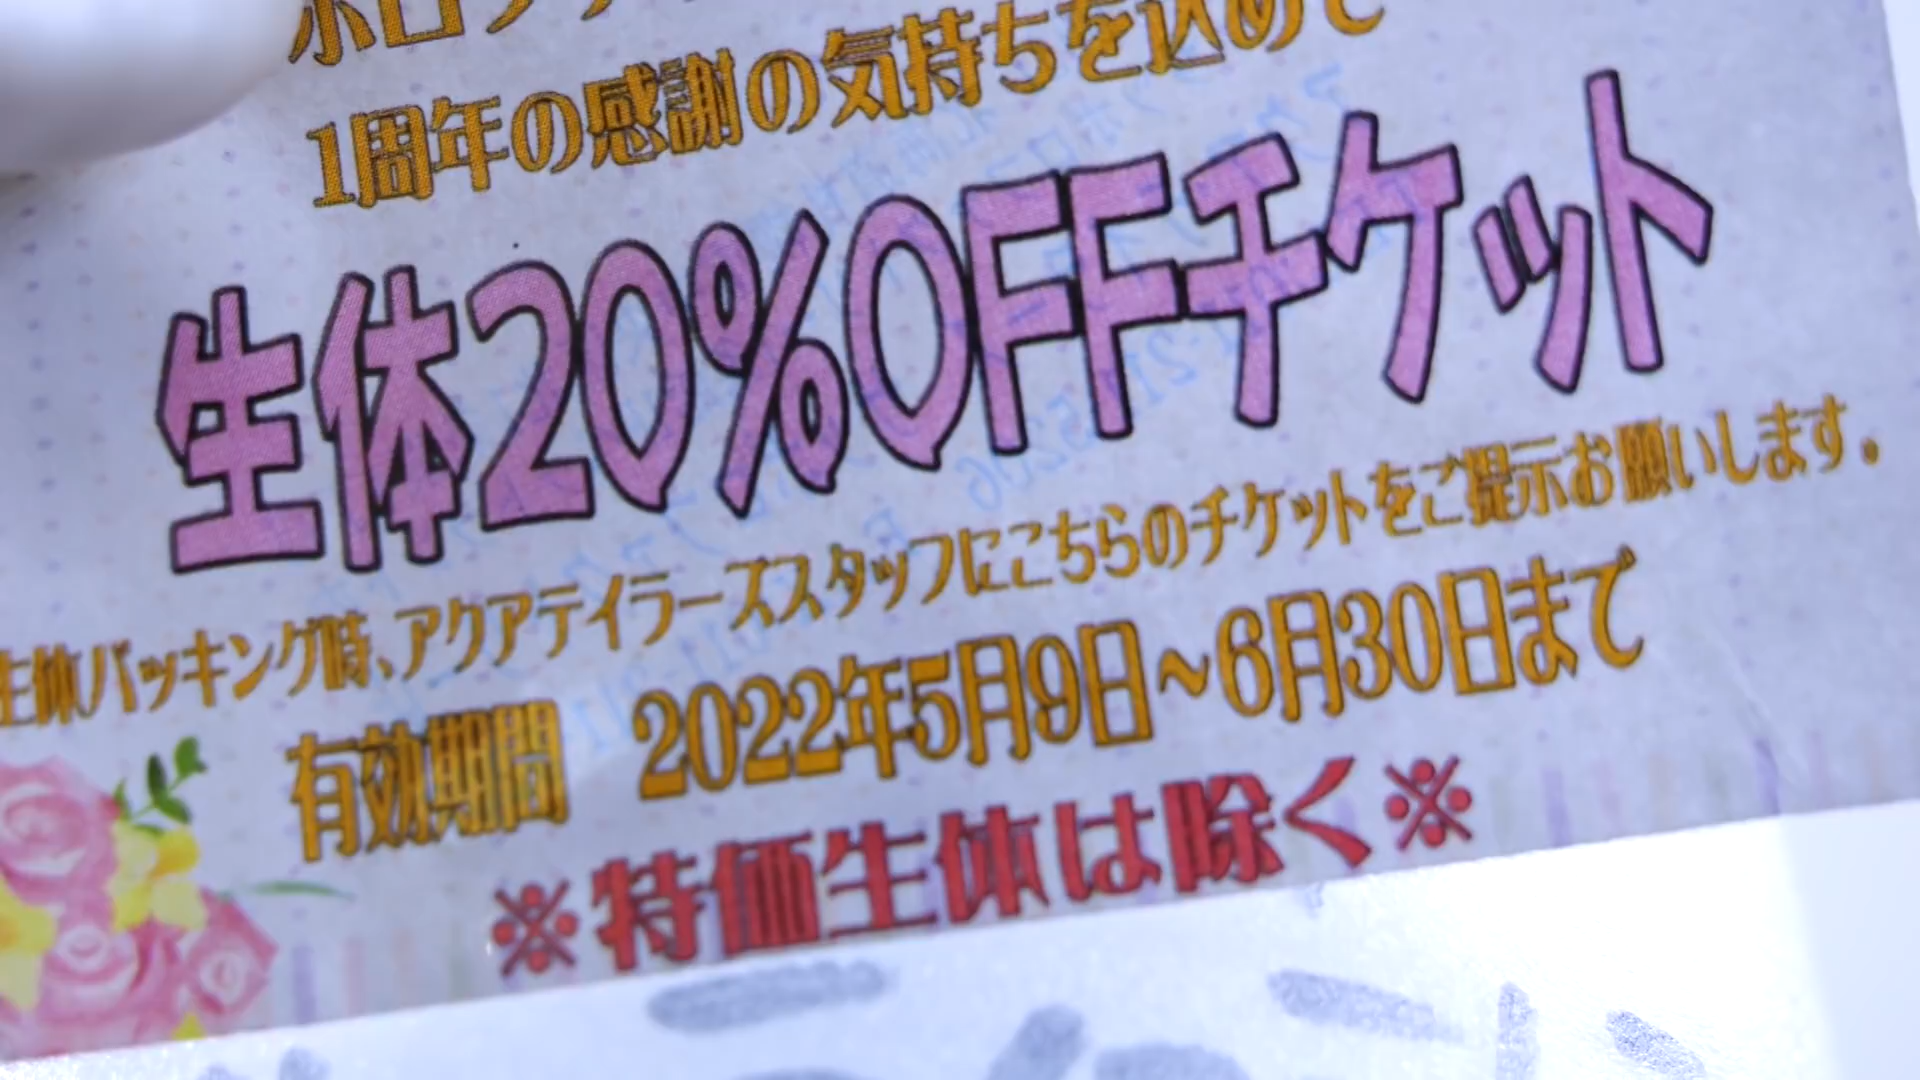 1周年の感謝の気持ちを込めて
生体20%OFFチケット
生体パッキング時、アクアテイラーズスタッフにこちらのチケットをご提示お願いします。
有効期間 2022年5月9日~6月30日まで
※特価生体は除く※